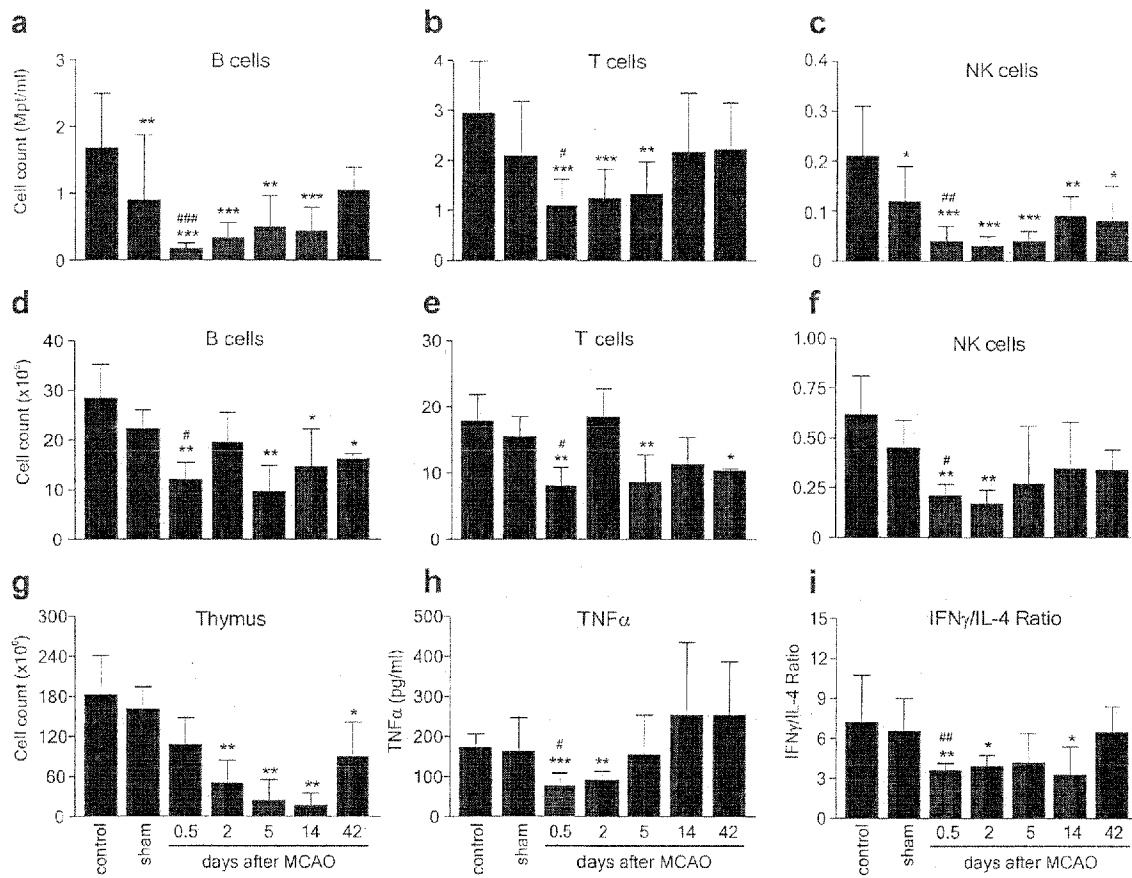 a
b
c
B cells
T cells
NK cells
Cell count (Mpt/ml)
3
2
1
0
4
3
2
1
0
0.4
0.3
0.2
0.1
0
**
###
***
***
**
***
#
***
***
**
*
##
***
***
***
**
*
d
e
f
B cells
T cells
NK cells
Cell count (x10⁶)
40
30
20
10
0
30
20
10
0
1.00
0.75
0.50
0.25
0
#
**
**
*
*
#
**
**
*
#
**
**
g
h
i
Thymus
TNFα
IFNγ/IL-4 Ratio
Cell count (x10⁶)
300
240
180
120
60
0
TNFα (pg/ml)
500
400
300
200
100
0
IFNγ/IL-4 Ratio
15
12
9
6
3
0
**
**
**
*
#
***
**
##
**
*
*
control
sham
0.5 2 5 14 42
days after MCAO
control
sham
0.5 2 5 14 42
days after MCAO
control
sham
0.5 2 5 14 42
days after MCAO